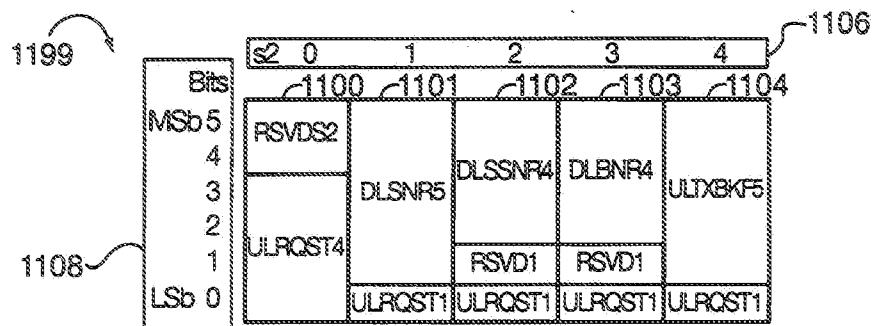 1199
1106
s2 0 1 2 3 4
Bits
1100 1101 1102 1103 1104
MSb 5
4
3
2
1
LSb 0
1108
RSVDS2
ULRQST4
DLSNR5
ULRQST1
DLSSNR4
RSVD1
ULRQST1
DLBNR4
RSVD1
ULRQST1
ULTXBKF5
ULRQST1